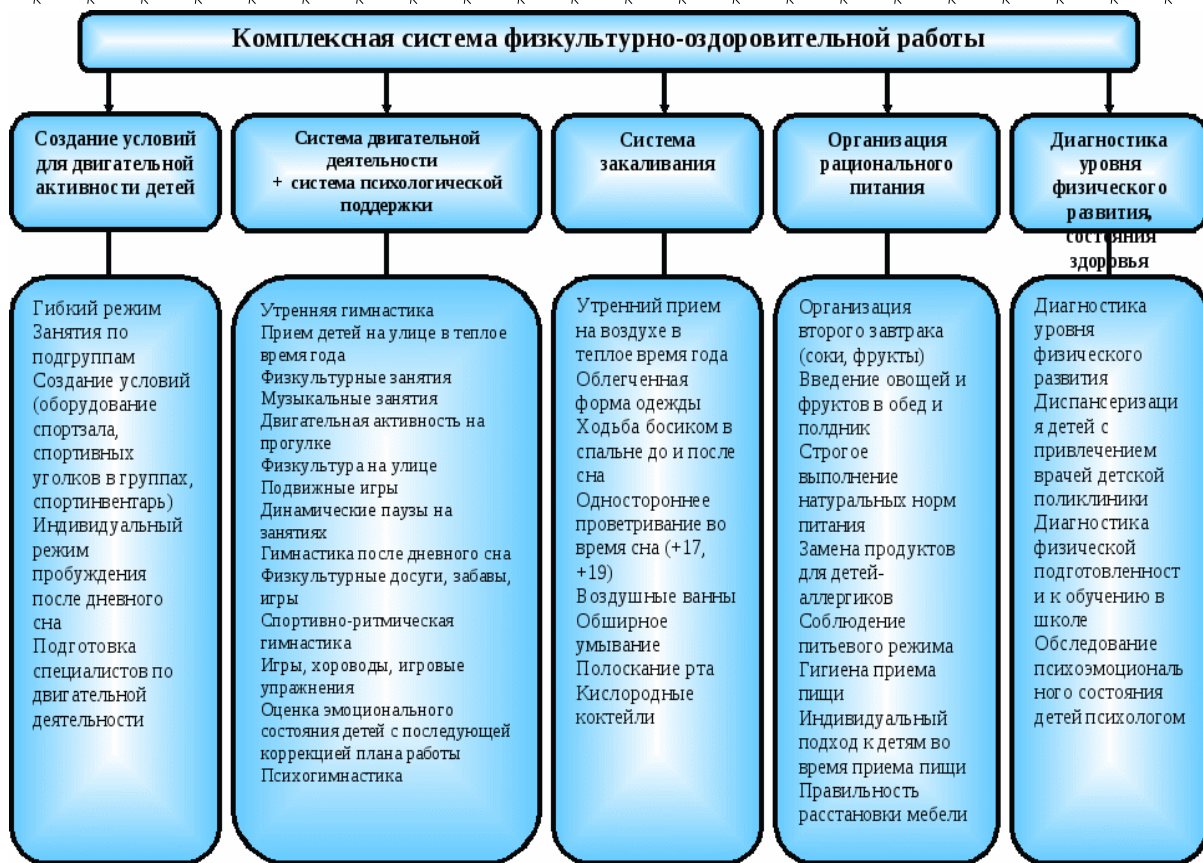 Комплексная система физкультурно-оздоровительной работы
Создание условий
для двигательной
активности детей
Система двигательной
деятельности
+ система психологической
поддержки
Система
закаливания
Организация
рационального
питания
Диагностика
уровня
физического
развития,
состояния
здоровья
Гибкий режим
Занятия по
подгруппам
Создание условий
(оборудование
спортзала,
спортивных
уголков в группах,
спортинвентарь)
Индивидуальный
режим
пробуждения
после дневного
сна
Подготовка
специалистов по
двигательной
деятельности
Утренняя гимнастика
Прием детей на улице в теплое
время года
Физкультурные занятия
Музыкальные занятия
Двигательная активность на
прогулке
Физкультура на улице
Подвижные игры
Динамические паузы на
занятиях
Гимнастика после дневного сна
Физкультурные досуги, забавы,
игры
Спортивно-ритмическая
гимнастика
Игры, хороводы, игровые
упражнения
Оценка эмоционального
состояния детей с последующей
коррекцией плана работы
Психогимнастика
Утренний прием
на воздухе в
теплое время года
Облегченная
форма одежды
Ходьба босиком в
спальне до и после
сна
Одностороннее
проветривание во
время сна (+17,
+19)
Воздушные ванны
Обширное
умывание
Полоскание рта
Кислородные
коктейли
Организация
второго завтрака
(соки, фрукты)
Введение овощей и
фруктов в обед и
полдник
Строгое
выполнение
натуральных норм
питания
Замена продуктов
для детей-
аллергиков
Соблюдение
питьевого режима
Гигиена приема
пищи
Индивидуальный
подход к детям во
время приема пищи
Правильность
расстановки мебели
Диагностика
уровня
физического
развития
Диспансеризаци
я детей с
привлечением
врачей детской
поликлиники
Диагностика
физической
подготовленност
и к обучению в
школе
Обследование
психоэмоциональ
ного состояния
детей психологом